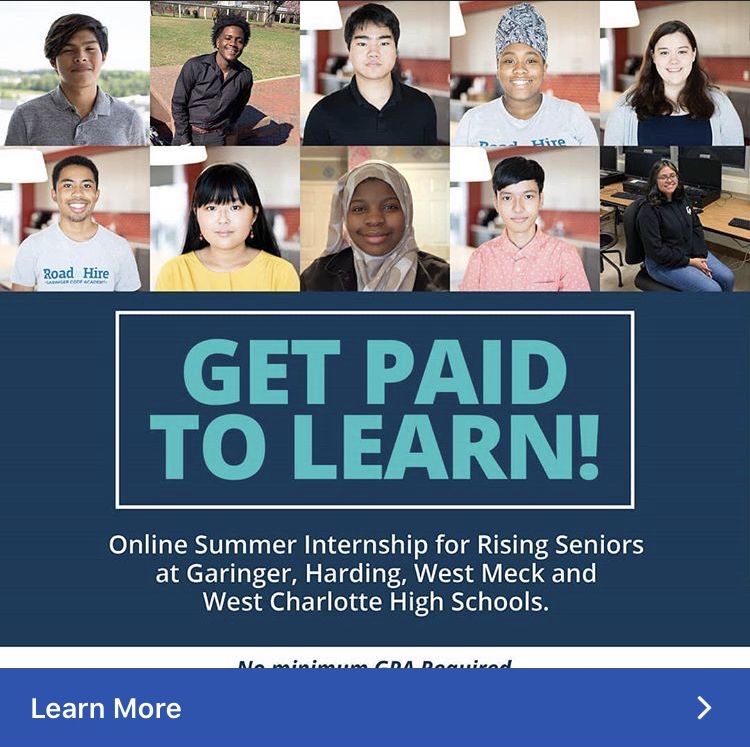 Road Hire
Road Hire
GARINGER CODE ACADEMY
GET PAID
TO LEARN!
Online Summer Internship for Rising Seniors
at Garinger, Harding, West Meck and
West Charlotte High Schools.
No minimum GPA Required
Learn More